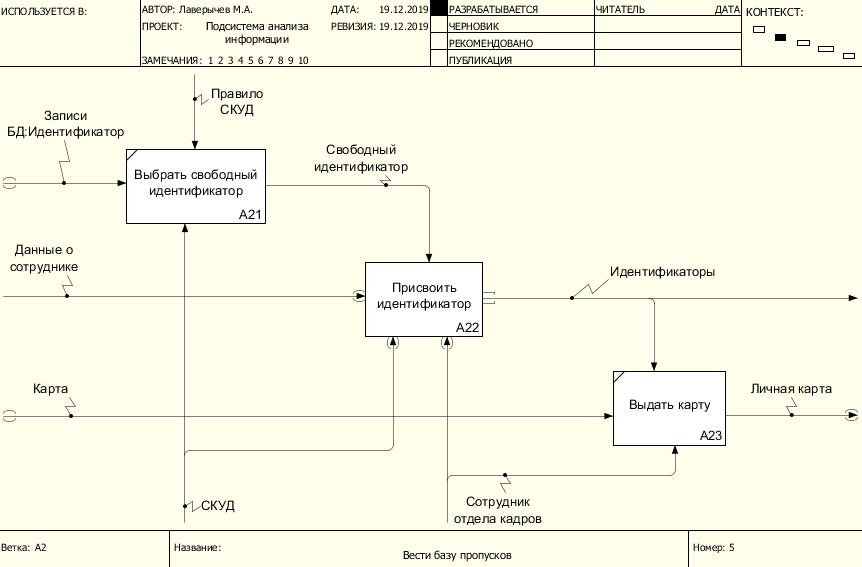 ИСПОЛЬЗУЕТСЯ В:
АВТОР: Лаверычев М.А.
ДАТА: 19.12.2019
ПРОЕКТ: Подсистема анализа
информации
РЕВИЗИЯ: 19.12.2019
ЗАМЕЧАНИЯ: 1 2 3 4 5 6 7 8 9 10
РАЗРАБАТЫВАЕТСЯ
ЧЕРНОВИК
РЕКОМЕНДОВАНО
ПУБЛИКАЦИЯ
ЧИТАТЕЛЬ
ДАТА
КОНТЕКСТ:
Правило
СКУД
Записи
БД:Идентификатор
Выбрать свободный
идентификатор
A21
Свободный
идентификатор
Данные о
сотруднике
Присвоить
идентификатор
A22
Идентификаторы
Карта
Выдать карту
A23
Личная карта
СКУД
Сотрудник
отдела кадров
Ветка: A2
Название:
Вести базу пропусков
Номер: 5